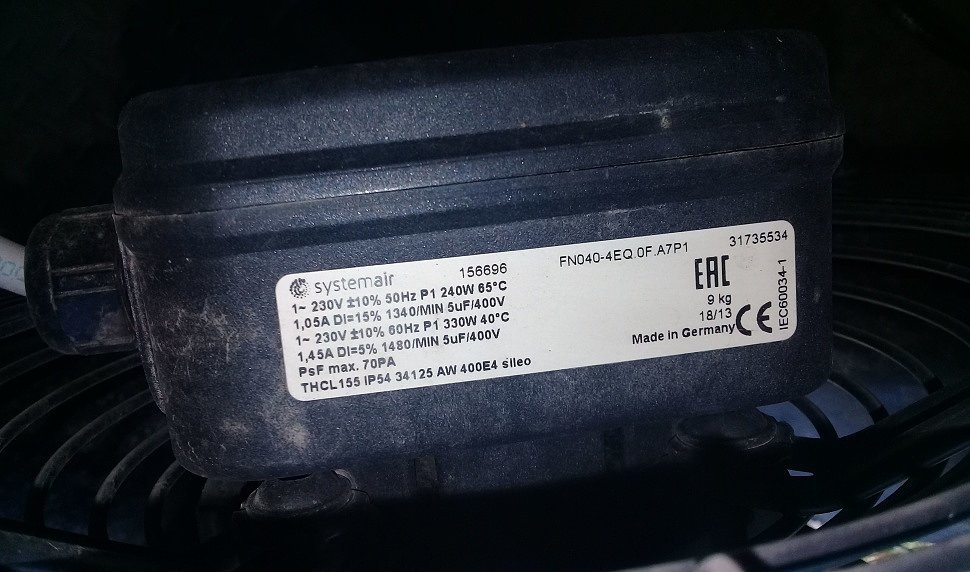 systemair 156696 FN040-4EQ.0F.A7P1 31735534
1~ 230V ±10% 50Hz P1 240W 65°C
1,05A DI=15% 1340/MIN 5uF/400V
1~ 230V ±10% 60Hz P1 330W 40°C
1,45A DI=5% 1480/MIN 5uF/400V
PsF max. 70PA
THCL155 IP54 34125 AW 400E4 sileo
EAC
9 kg
18/13
Made in Germany CE
IEC60034-1